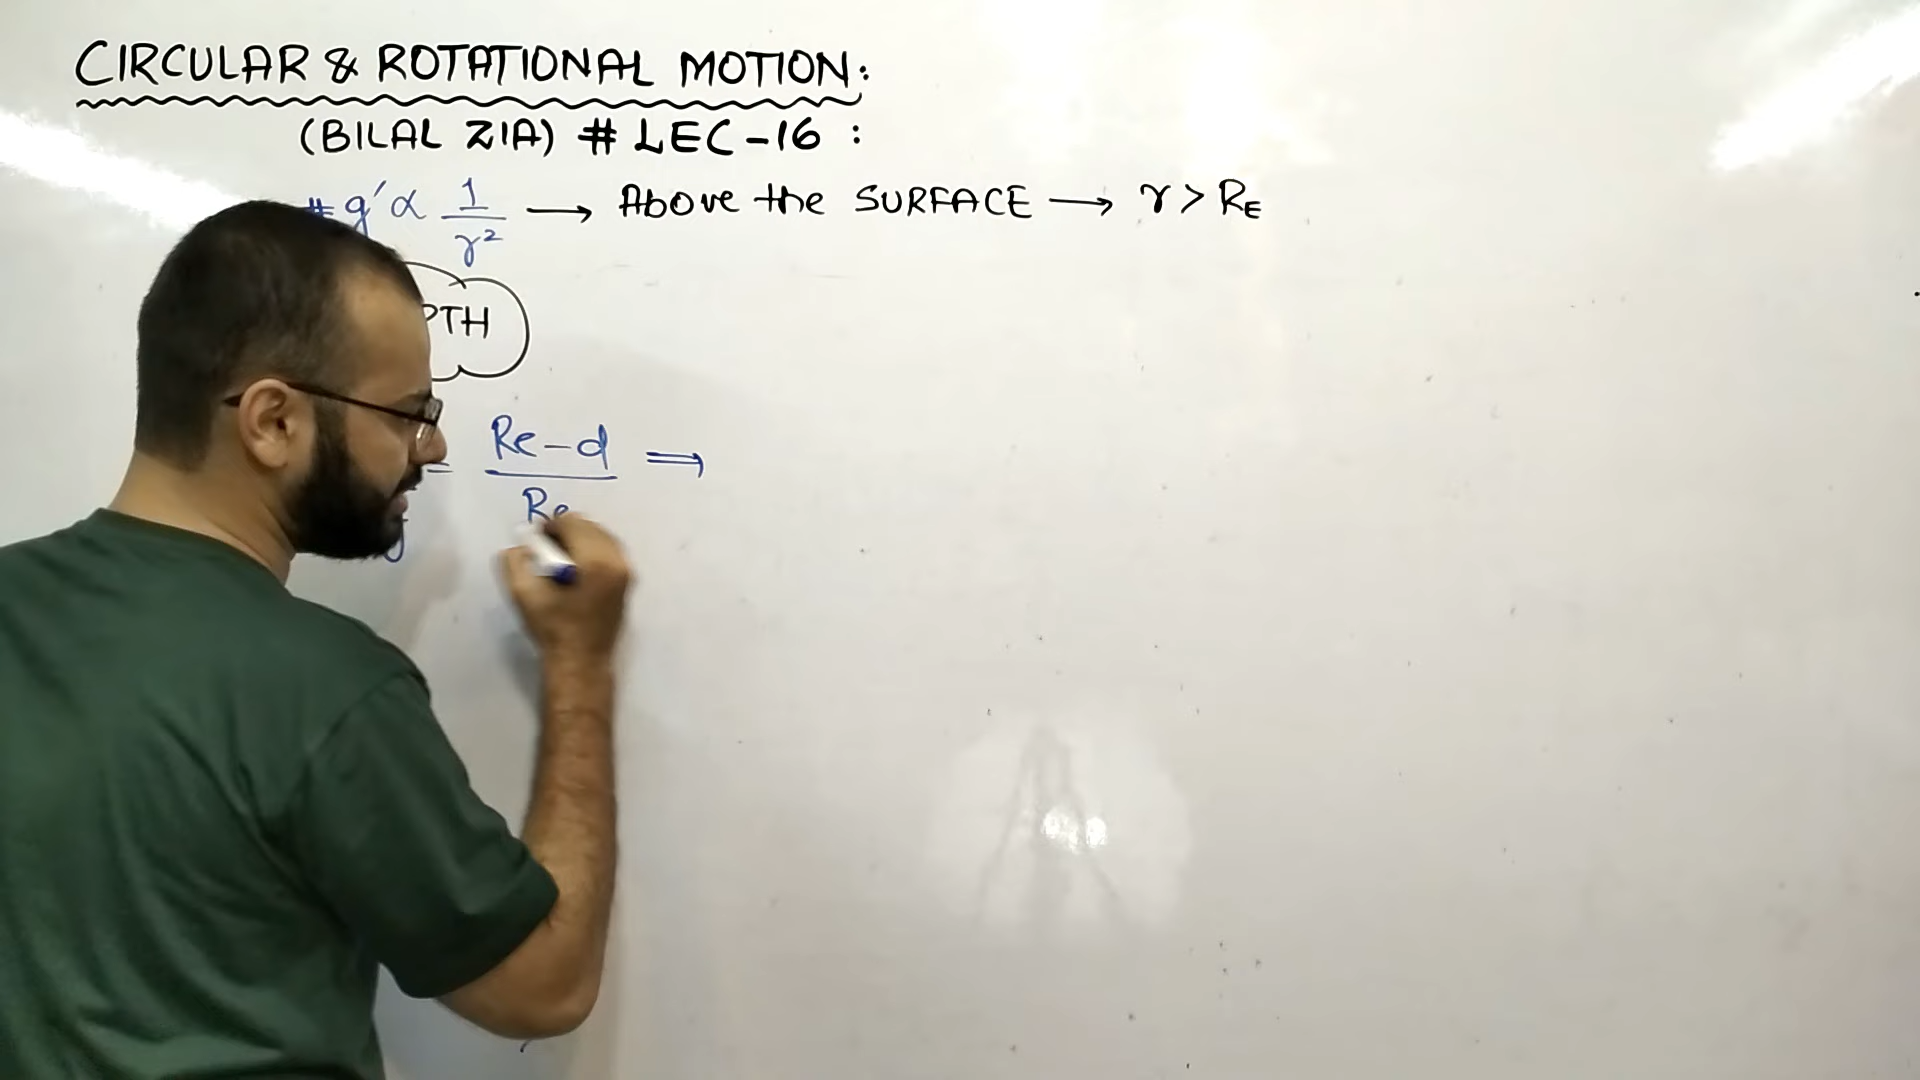 CIRCULAR & ROTATIONAL MOTION:
(BILAL ZIA) # LEC-16 :
# g' ∝ 1/r² → Above the SURFACE → r > RE
PTH
= Re-d/Re ⇒
g